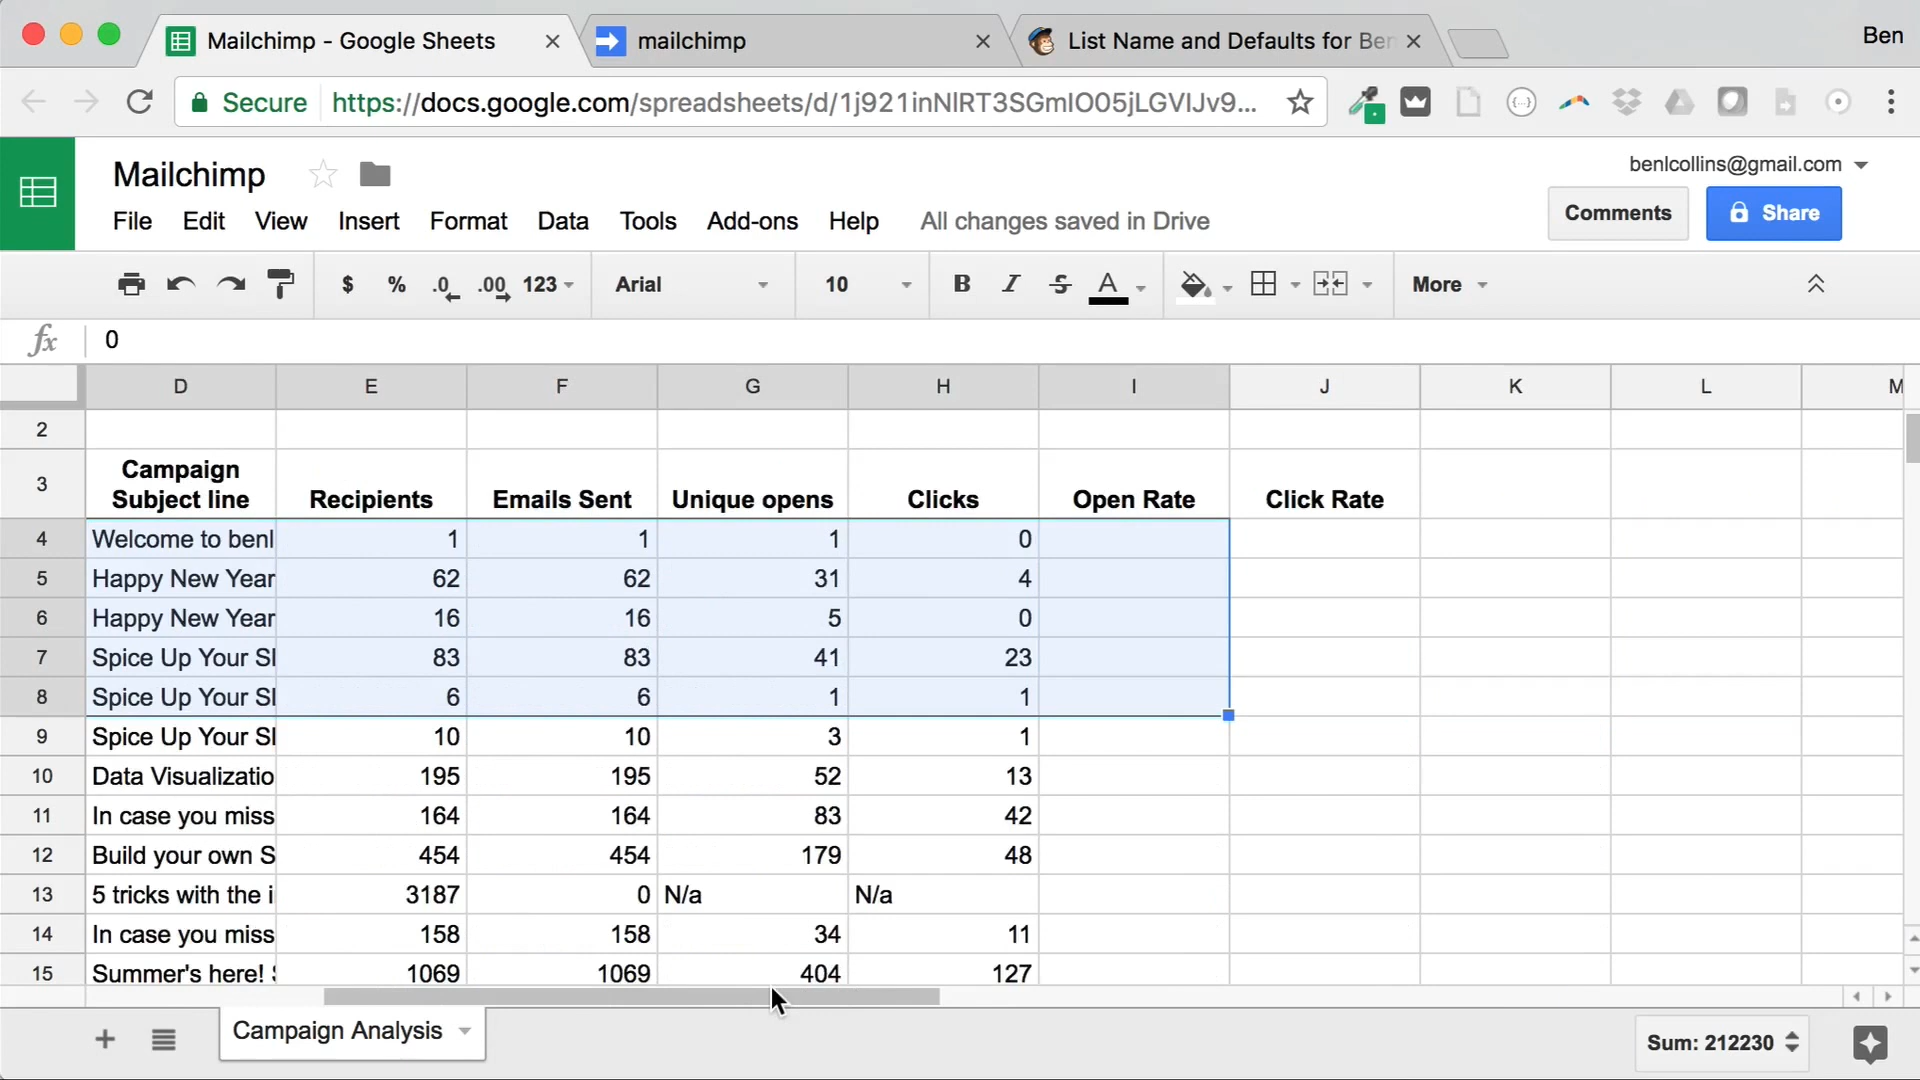 Mailchimp - Google Sheets
mailchimp
List Name and Defaults for Ben
Ben
Secure https://docs.google.com/spreadsheets/d/1j921inNlRT3SGmIO05jLGVIJv9...
Mailchimp
benlcollins@gmail.com
File Edit View Insert Format Data Tools Add-ons Help All changes saved in Drive
Comments Share
$ % .0 .00 123 Arial 10 B I S A More
fx 0
D E F G H I J K L M
2
3 Campaign Subject line Recipients Emails Sent Unique opens Clicks Open Rate Click Rate
4 Welcome to benl 1 1 1 0
5 Happy New Year 62 62 31 4
6 Happy New Year 16 16 5 0
7 Spice Up Your Sl 83 83 41 23
8 Spice Up Your Sl 6 6 1 1
9 Spice Up Your Sl 10 10 3 1
10 Data Visualizatio 195 195 52 13
11 In case you miss 164 164 83 42
12 Build your own S 454 454 179 48
13 5 tricks with the i 3187 0 N/a N/a
14 In case you miss 158 158 34 11
15 Summer's here! 1069 1069 404 127
Campaign Analysis
Sum: 212230